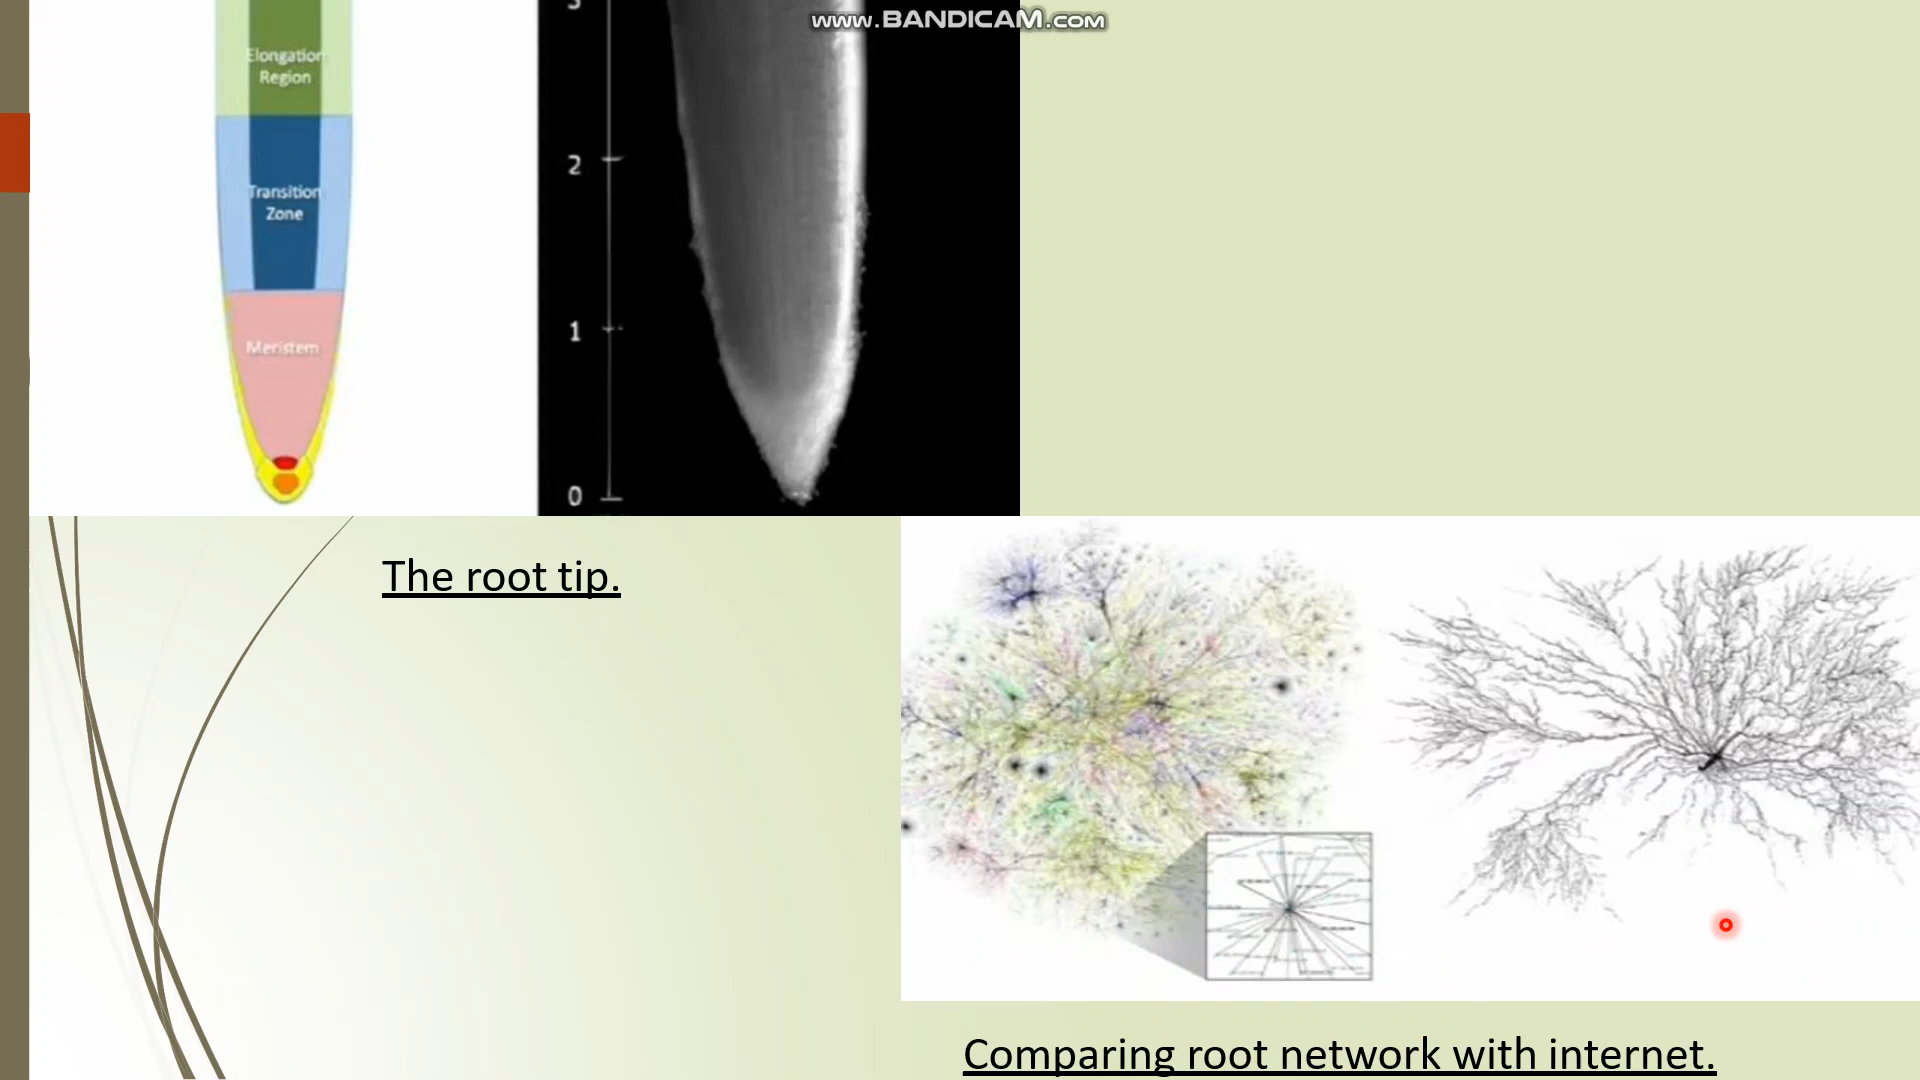 www.BANDICAM.com
Elongation
Region
Transition
Zone
Meristem
3
2
1
0
The root tip.
Comparing root network with internet.